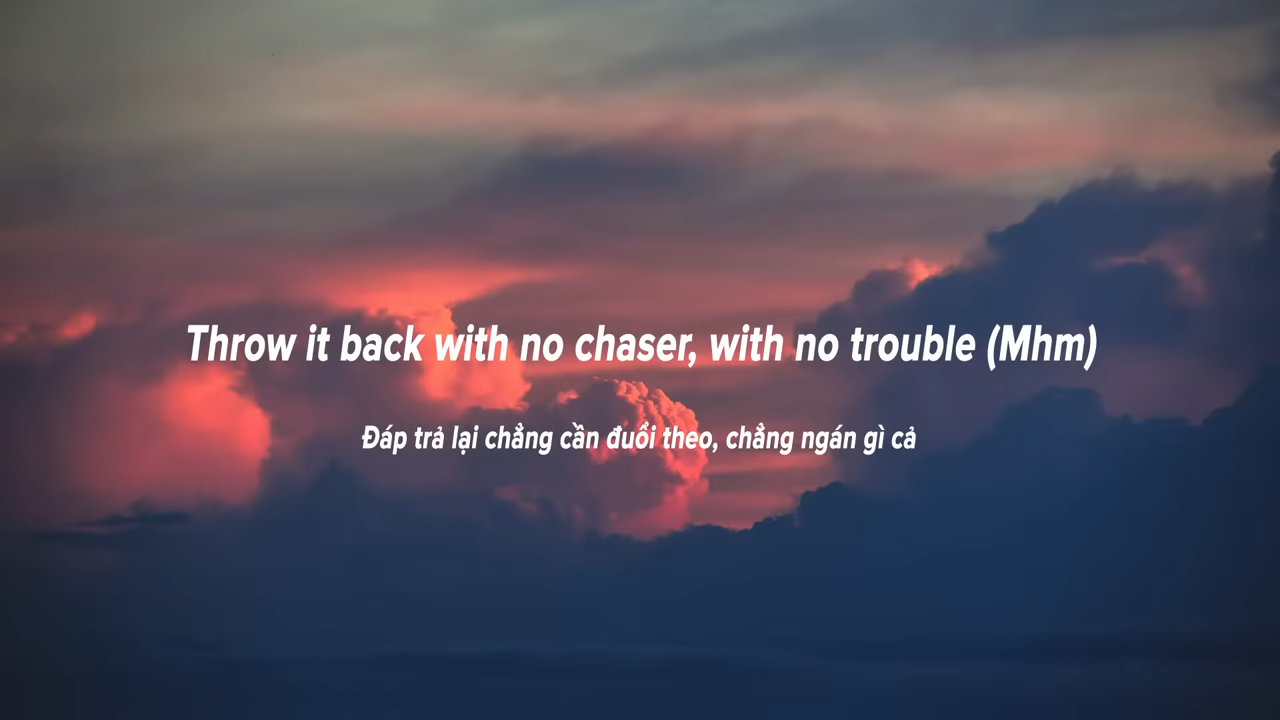 Throw it back with no chaser, with no trouble (Mhm)
Đáp trả lại chẳng cần đuổi theo, chẳng ngán gì cả